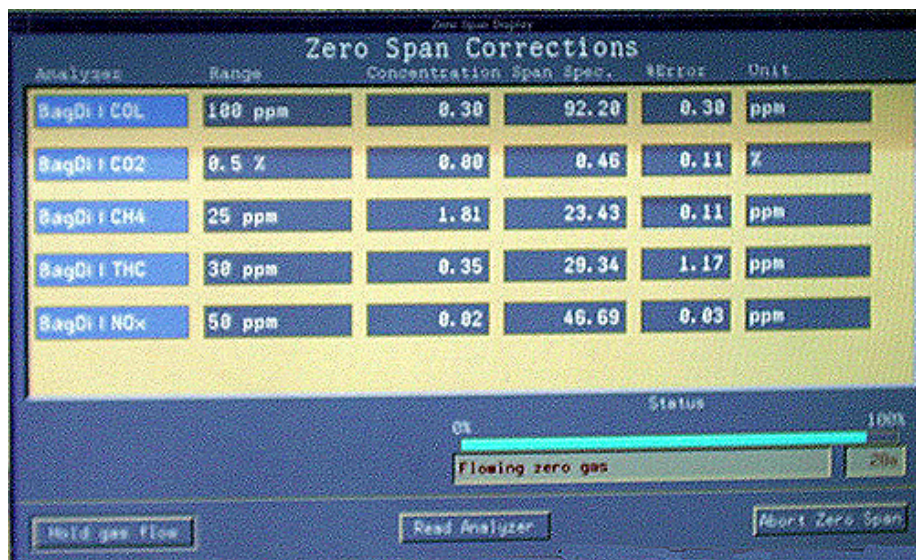 Zero Span Display
Zero Span Corrections
Analyzer Range Concentration Span Spec. %Error Unit
BagDil COL 100 ppm 0.30 92.20 0.30 ppm
BagDil CO2 0.5 % 0.80 0.46 0.11 %
BagDil CH4 25 ppm 1.81 23.43 0.11 ppm
BagDil THC 30 ppm 0.35 29.34 1.17 ppm
BagDil NOx 50 ppm 0.02 46.69 0.03 ppm
Status
0% 100%
Flowing zero gas
Hold gas flow Read Analyzer Abort Zero Span